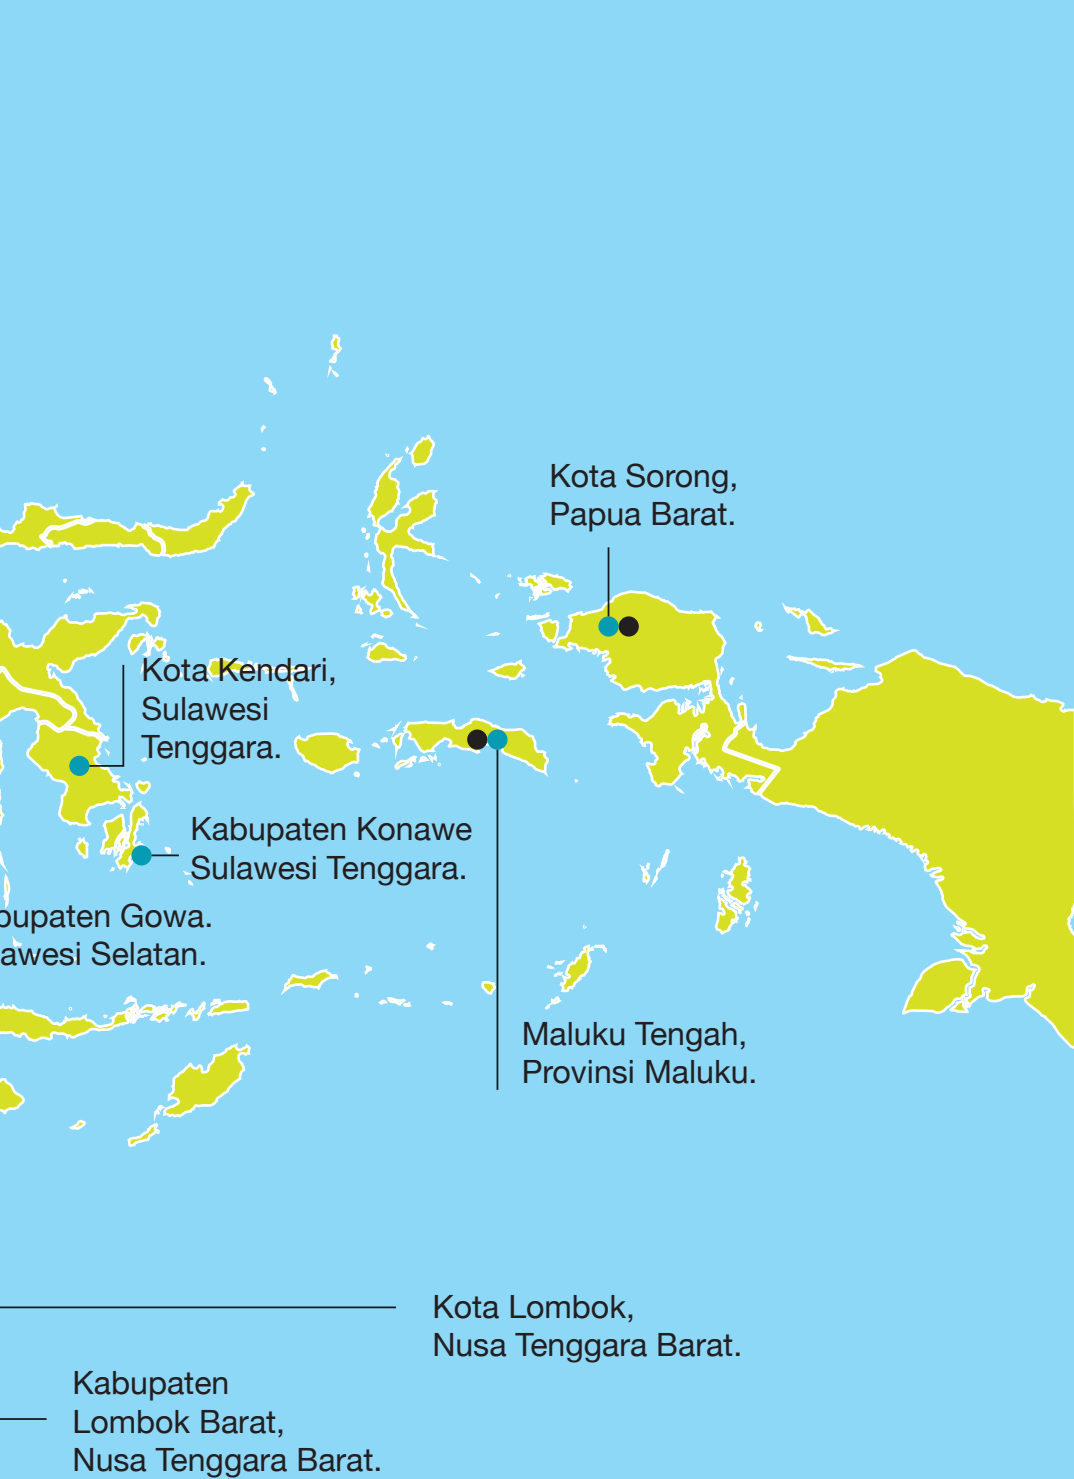 Kota Sorong,
Papua Barat.
Kota Kendari,
Sulawesi
Tenggara.
Kabupaten Konawe
Sulawesi Tenggara.
bupaten Gowa.
awesi Selatan.
Maluku Tengah,
Provinsi Maluku.
Kota Lombok,
Nusa Tenggara Barat.
Kabupaten
Lombok Barat,
Nusa Tenggara Barat.